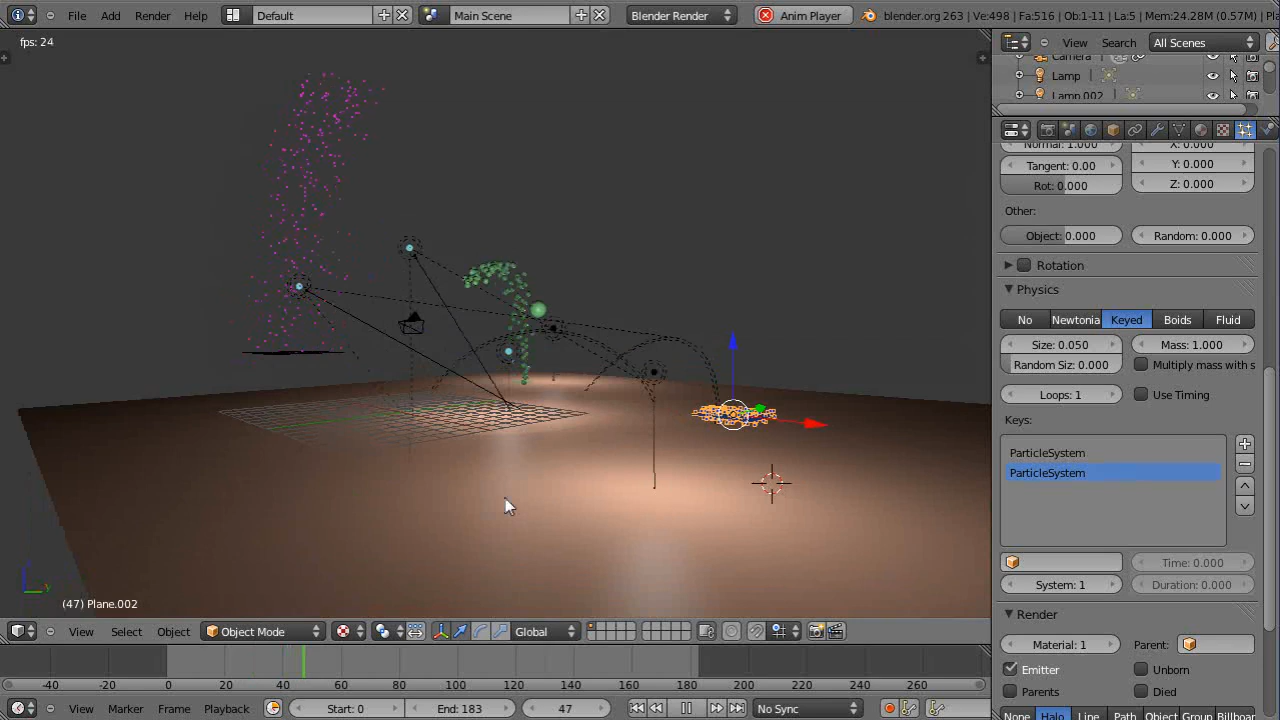 File Add Render Help Default Main Scene Blender Render Anim Player blender.org 263 | Ve:498 | Fa:516 | Ob:1-11 | La:5 | Mem:24.28M (0.57M) |
fps: 24
View Search All Scenes
Camera
Lamp
Lamp.002
Normal: 1.000 X: 0.000
Tangent: 0.00 Y: 0.000
Rot: 0.000 Z: 0.000
Other:
Object: 0.000 Random: 0.000
Rotation
Physics
No Newtonia Keyed Boids Fluid
Size: 0.050 Mass: 1.000
Random Siz: 0.000 Multiply mass with s
Loops: 1 Use Timing
Keys:
ParticleSystem
ParticleSystem
Time: 0.000
System: 1 Duration: 0.000
Render
Material: 1 Parent:
Emitter Unborn
Parents Died
None Halo Line Path Object Group Billboar
y
(47) Plane.002
View Select Object Object Mode Global
-40 -20 0 20 40 60 80 100 120 140 160 180 200 220 240 260
View Marker Frame Playback Start: 0 End: 183 47 No Sync